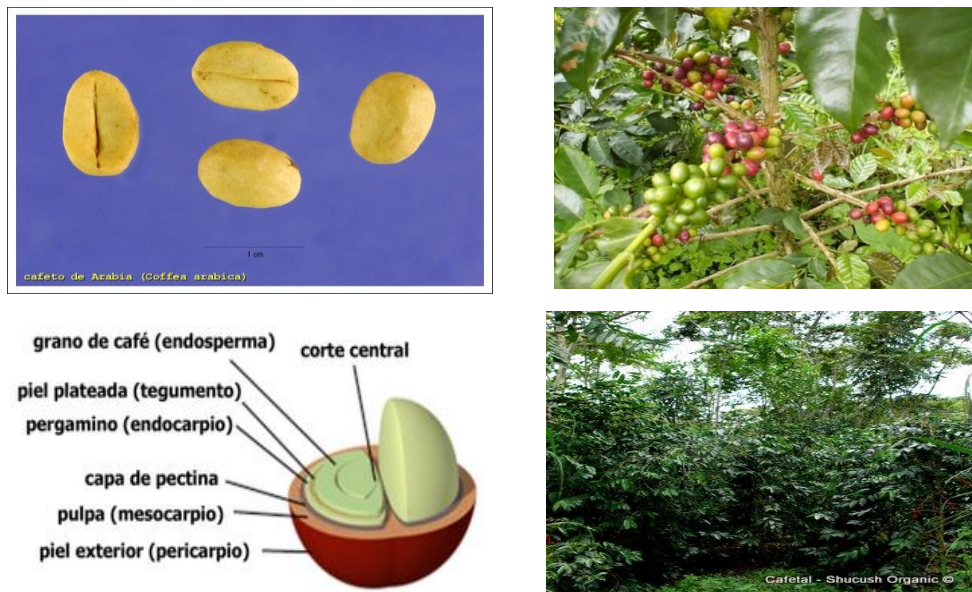 1 cm
cafeto de Arabia (Coffea arabica)
grano de café (endosperma)
corte central
piel plateada (tegumento)
pergamino (endocarpio)
capa de pectina
pulpa (mesocarpio)
piel exterior (pericarpio)
Cafetal - Shucush Organic ©